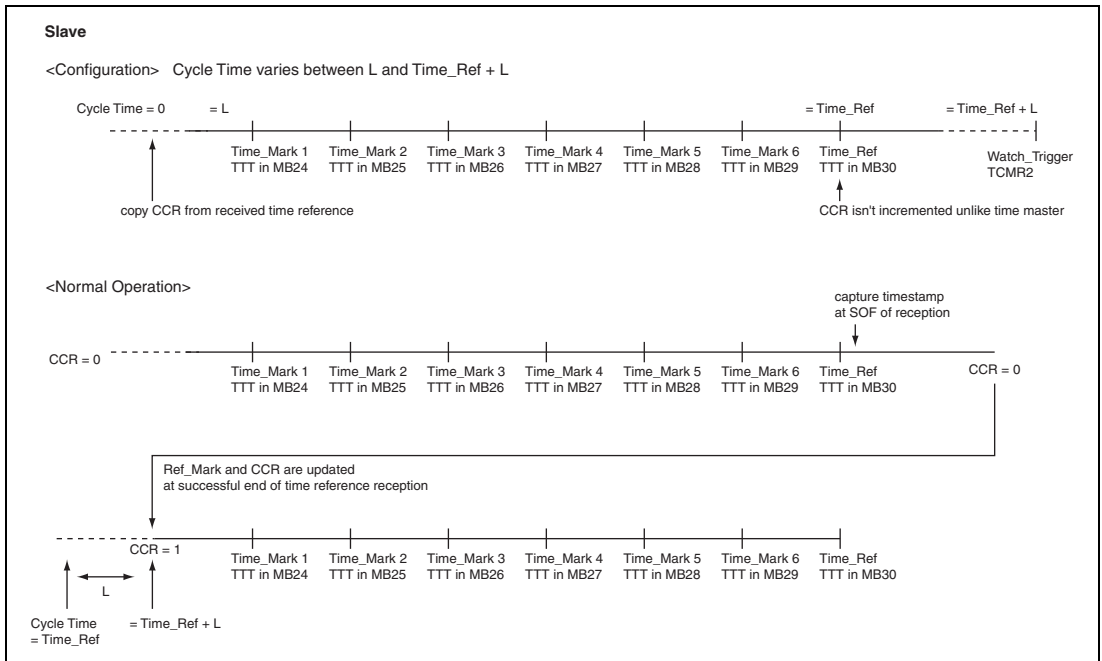 Slave
<Configuration> Cycle Time varies between L and Time_Ref + L
Cycle Time = 0 = L = Time_Ref = Time_Ref + L
Time_Mark 1 Time_Mark 2 Time_Mark 3 Time_Mark 4 Time_Mark 5 Time_Mark 6 Time_Ref
TTT in MB24 TTT in MB25 TTT in MB26 TTT in MB27 TTT in MB28 TTT in MB29 TTT in MB30
Watch_Trigger
TCMR2
copy CCR from received time reference
CCR isn't incremented unlike time master
<Normal Operation>
capture timestamp
at SOF of reception
CCR = 0
Time_Mark 1 Time_Mark 2 Time_Mark 3 Time_Mark 4 Time_Mark 5 Time_Mark 6 Time_Ref
TTT in MB24 TTT in MB25 TTT in MB26 TTT in MB27 TTT in MB28 TTT in MB29 TTT in MB30
CCR = 0
Ref_Mark and CCR are updated
at successful end of time reference reception
CCR = 1
Time_Mark 1 Time_Mark 2 Time_Mark 3 Time_Mark 4 Time_Mark 5 Time_Mark 6 Time_Ref
TTT in MB24 TTT in MB25 TTT in MB26 TTT in MB27 TTT in MB28 TTT in MB29 TTT in MB30
L
Cycle Time
= Time_Ref
= Time_Ref + L